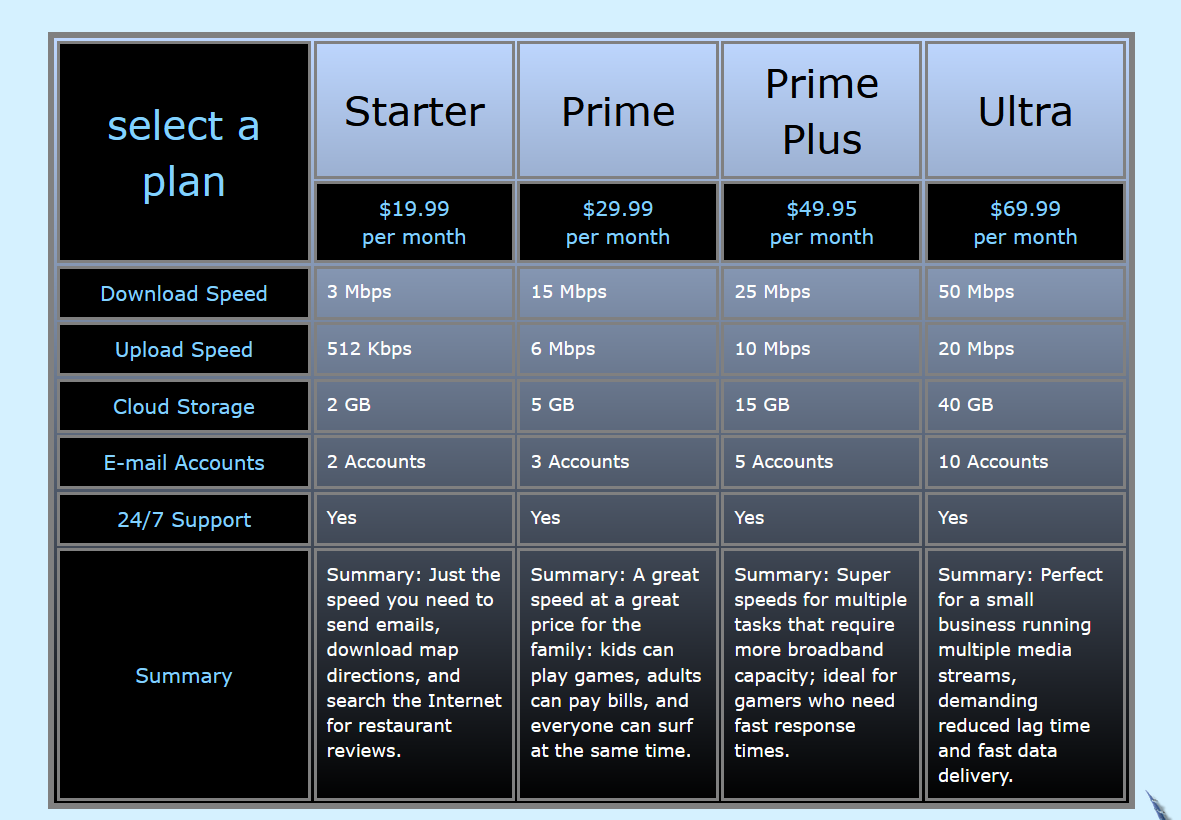 select a
plan
Starter
Prime
Prime
Plus
Ultra
$19.99
per month
$29.99
per month
$49.95
per month
$69.99
per month
Download Speed
3 Mbps
15 Mbps
25 Mbps
50 Mbps
Upload Speed
512 Kbps
6 Mbps
10 Mbps
20 Mbps
Cloud Storage
2 GB
5 GB
15 GB
40 GB
E-mail Accounts
2 Accounts
3 Accounts
5 Accounts
10 Accounts
24/7 Support
Yes
Yes
Yes
Yes
Summary
Summary: Just the
speed you need to
send emails,
download map
directions, and
search the Internet
for restaurant
reviews.
Summary: A great
speed at a great
price for the
family: kids can
play games, adults
can pay bills, and
everyone can surf
at the same time.
Summary: Super
speeds for multiple
tasks that require
more broadband
capacity; ideal for
gamers who need
fast response
times.
Summary: Perfect
for a small
business running
multiple media
streams,
demanding
reduced lag time
and fast data
delivery.